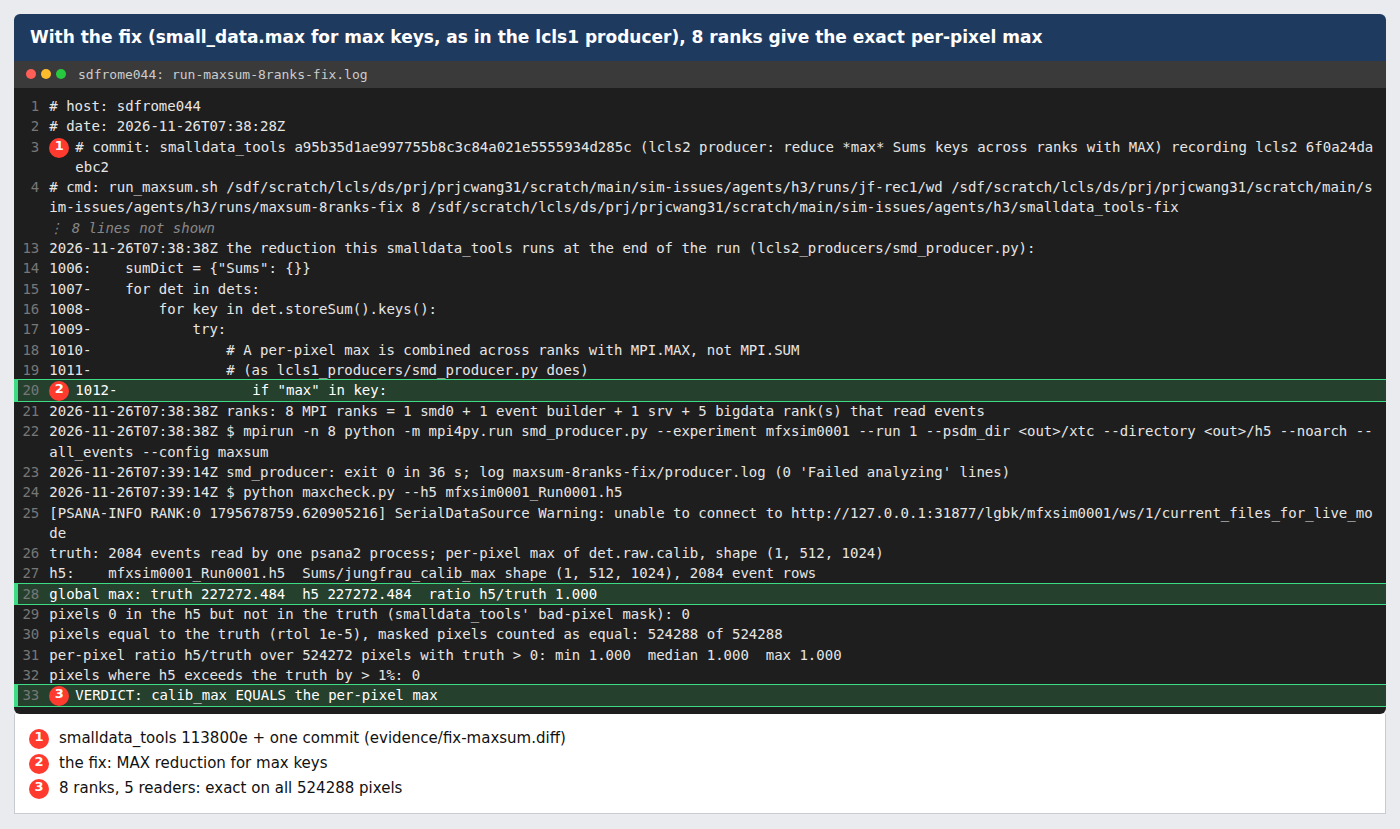 With the fix (small_data.max for max keys, as in the lcls1 producer), 8 ranks give the exact per-pixel max
sdfrome044: run-maxsum-8ranks-fix.log
1 # host: sdfrome044
2 # date: 2026-11-26T07:38:28Z
3 1 # commit: smalldata_tools a95b35d1ae997755b8c3c84a021e5555934d285c (lcls2 producer: reduce *max* Sums keys across ranks with MAX) recording lcls2 6f0a24da
ebc2
4 # cmd: run_maxsum.sh /sdf/scratch/lcls/ds/prj/prjcwang31/scratch/main/sim-issues/agents/h3/runs/jf-rec1/wd /sdf/scratch/lcls/ds/prj/prjcwang31/scratch/main/s
im-issues/agents/h3/runs/maxsum-8ranks-fix 8 /sdf/scratch/lcls/ds/prj/prjcwang31/scratch/main/sim-issues/agents/h3/smalldata_tools-fix
⋮ 8 lines not shown
13 2026-11-26T07:38:38Z the reduction this smalldata_tools runs at the end of the run (lcls2_producers/smd_producer.py):
14 1006:    sumDict = {"Sums": {}}
15 1007-    for det in dets:
16 1008-        for key in det.storeSum().keys():
17 1009-            try:
18 1010-                # A per-pixel max is combined across ranks with MPI.MAX, not MPI.SUM
19 1011-                # (as lcls1_producers/smd_producer.py does)
20 2 1012-                if "max" in key:
21 2026-11-26T07:38:38Z ranks: 8 MPI ranks = 1 smd0 + 1 event builder + 1 srv + 5 bigdata rank(s) that read events
22 2026-11-26T07:38:38Z $ mpirun -n 8 python -m mpi4py.run smd_producer.py --experiment mfxsim0001 --run 1 --psdm_dir <out>/xtc --directory <out>/h5 --noarch --
all_events --config maxsum
23 2026-11-26T07:39:14Z smd_producer: exit 0 in 36 s; log maxsum-8ranks-fix/producer.log (0 'Failed analyzing' lines)
24 2026-11-26T07:39:14Z $ python maxcheck.py --h5 mfxsim0001_Run0001.h5
25 [PSANA-INFO RANK:0 1795678759.620905216] SerialDataSource Warning: unable to connect to http://127.0.0.1:31877/lgbk/mfxsim0001/ws/1/current_files_for_live_mo
de
26 truth: 2084 events read by one psana2 process; per-pixel max of det.raw.calib, shape (1, 512, 1024)
27 h5:    mfxsim0001_Run0001.h5  Sums/jungfrau_calib_max shape (1, 512, 1024), 2084 event rows
28 global max: truth 227272.484  h5 227272.484  ratio h5/truth 1.000
29 pixels 0 in the h5 but not in the truth (smalldata_tools' bad-pixel mask): 0
30 pixels equal to the truth (rtol 1e-5), masked pixels counted as equal: 524288 of 524288
31 per-pixel ratio h5/truth over 524272 pixels with truth > 0: min 1.000  median 1.000  max 1.000
32 pixels where h5 exceeds the truth by > 1%: 0
33 3 VERDICT: calib_max EQUALS the per-pixel max
1 smalldata_tools 113800e + one commit (evidence/fix-maxsum.diff)
2 the fix: MAX reduction for max keys
3 8 ranks, 5 readers: exact on all 524288 pixels